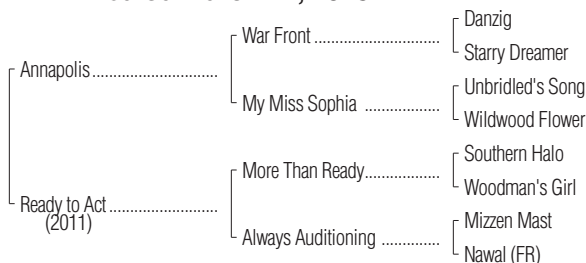 Danzig
War Front
Starry Dreamer
Annapolis
Unbridled's Song
My Miss Sophia
Wildwood Flower
Southern Halo
More Than Ready
Woodman's Girl
Ready to Act
(2011)
Mizzen Mast
Always Auditioning
Nawal (FR)